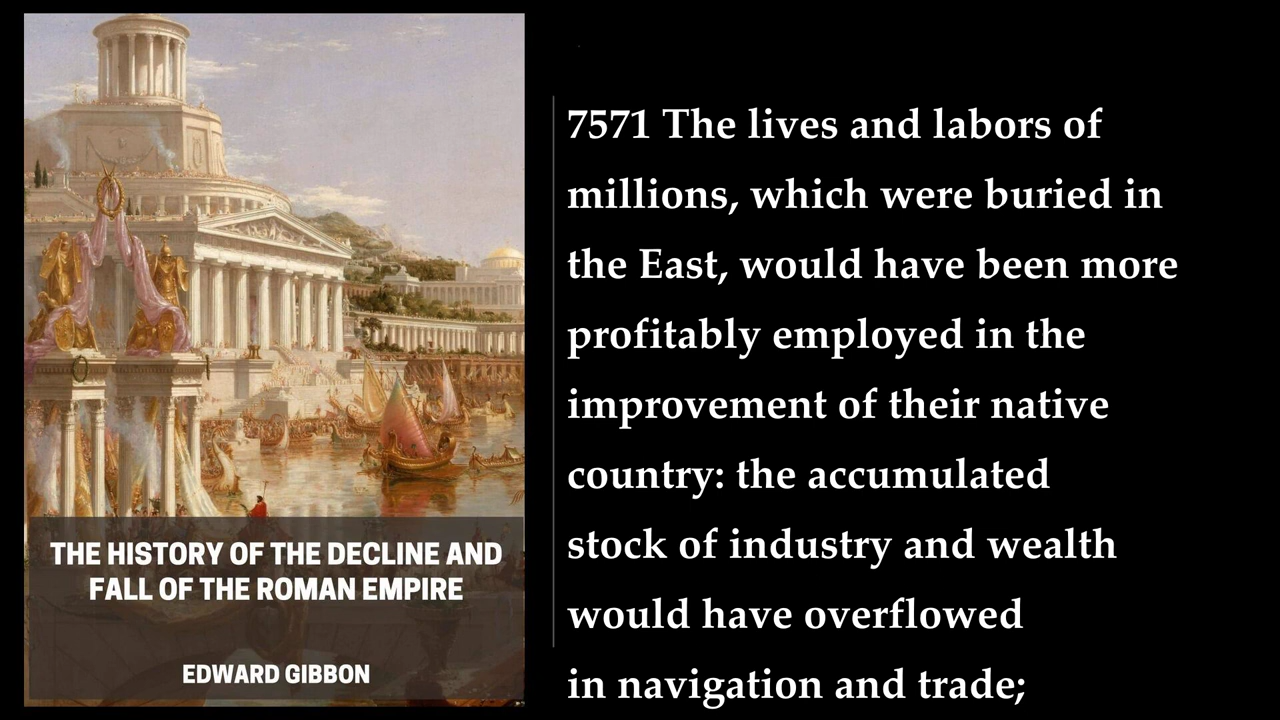 THE HISTORY OF THE DECLINE AND
FALL OF THE ROMAN EMPIRE
EDWARD GIBBON
7571 The lives and labors of
millions, which were buried in
the East, would have been more
profitably employed in the
improvement of their native
country: the accumulated
stock of industry and wealth
would have overflowed
in navigation and trade;